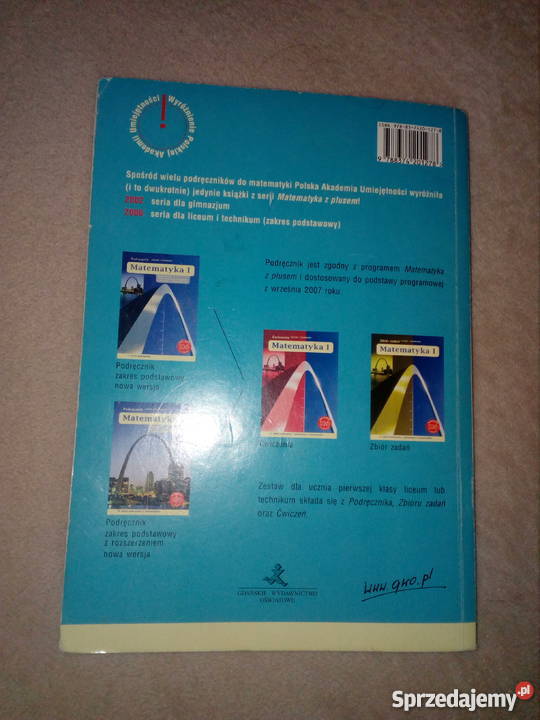 Wyróżnienie Polskiej Akademii Umiejętności
!
Spośród wielu podręczników do matematyki Polska Akademia Umiejętności wyróżniła
(i to dwukrotnie) jedynie książki z serii Matematyka z plusem!
2002 seria dla gimnazjum
seria dla liceum i technikum (zakres podstawowy)
Podręcznik jest zgodny z programem Matematyka
z plusem i dostosowany do podstawy programowej
z września 2007 roku.
Matematyka I
Podręcznik
zakres podstawowy
nowa wersja
Matematyka I
Ćwiczenia
Matematyka I
Zbiór zadań
Matematyka
Podręcznik
zakres podstawowy
z rozszerzeniem
nowa wersja
Zestaw dla ucznia pierwszej klasy liceum lub
technikum składa się z Podręcznika, Zbioru zadań
oraz Ćwiczeń.
GDAŃSKIE WYDAWNICTWO
OŚWIATOWE
www.gwo.pl
Sprzedajemy.pl